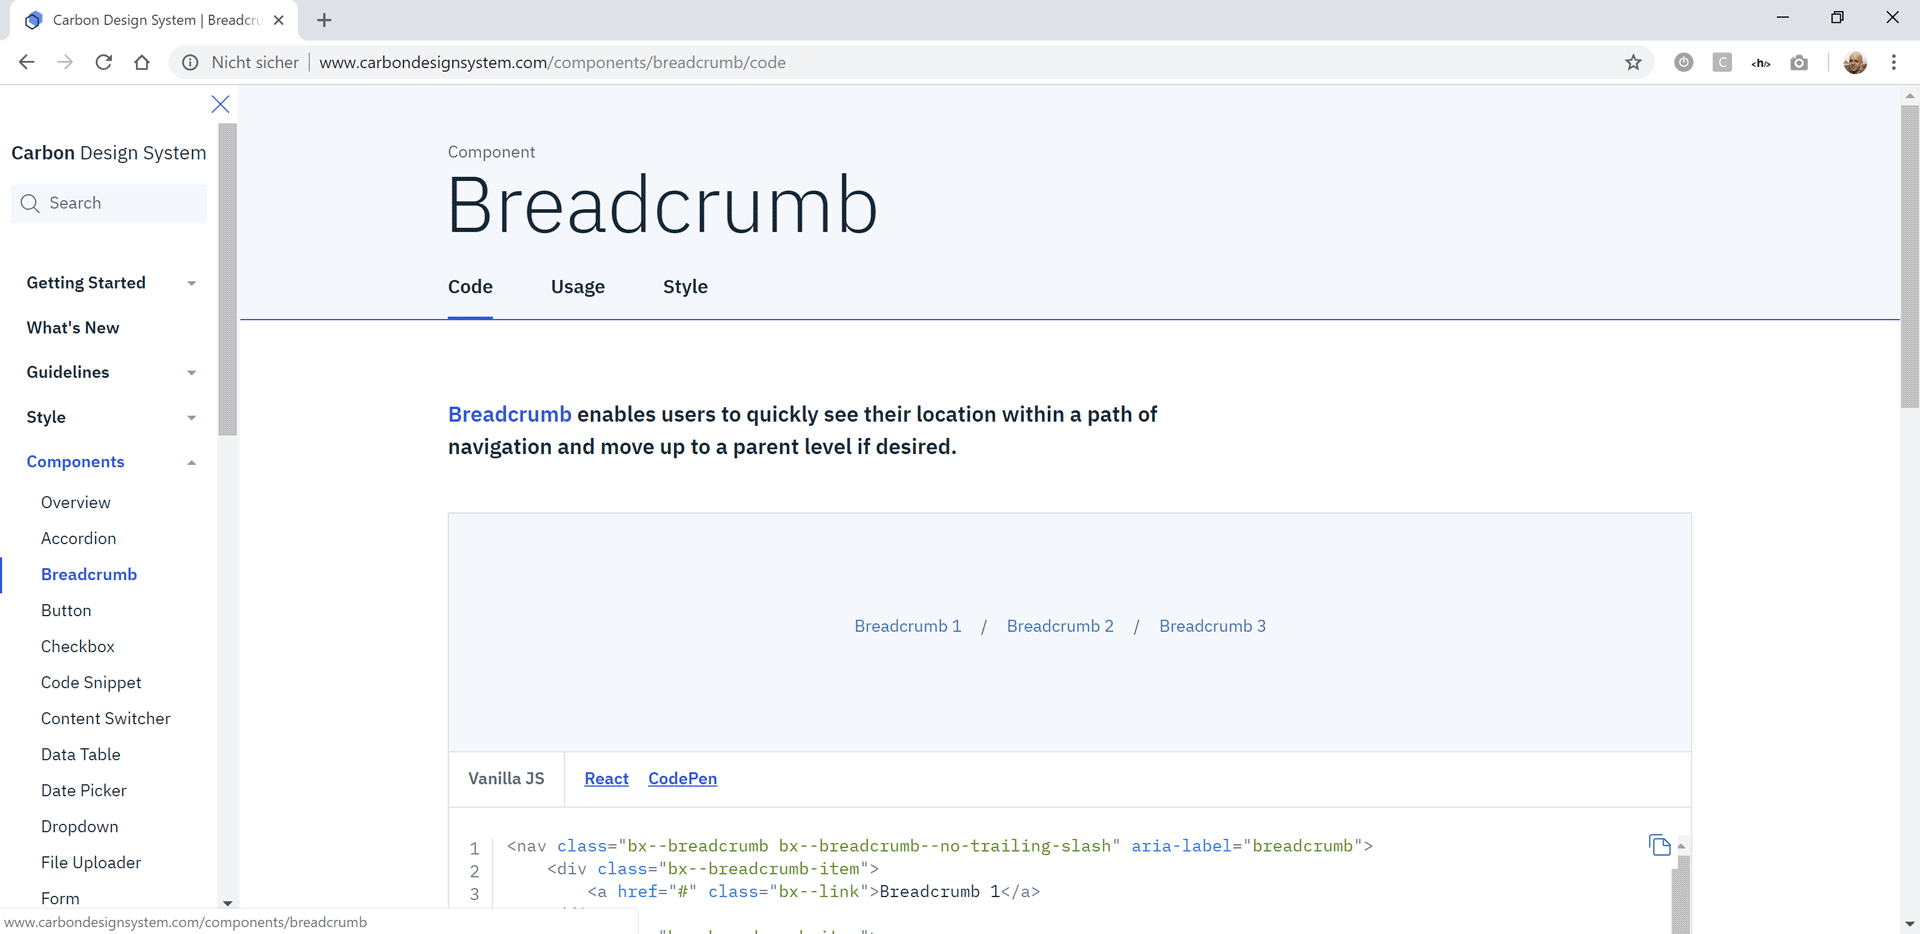 Carbon Design System | Breadcru
Nicht sicher | www.carbondesignsystem.com/components/breadcrumb/code
C
<h/>
Carbon Design System
Search
Getting Started
What's New
Guidelines
Style
Components
Overview
Accordion
Breadcrumb
Button
Checkbox
Code Snippet
Content Switcher
Data Table
Date Picker
Dropdown
File Uploader
Form
www.carbondesignsystem.com/components/breadcrumb
Component
Breadcrumb
Code Usage Style
Breadcrumb enables users to quickly see their location within a path of
navigation and move up to a parent level if desired.
Breadcrumb 1 / Breadcrumb 2 / Breadcrumb 3
Vanilla JS React CodePen
1 <nav class="bx--breadcrumb bx--breadcrumb--no-trailing-slash" aria-label="breadcrumb">
2 <div class="bx--breadcrumb-item">
3 <a href="#" class="bx--link">Breadcrumb 1</a>